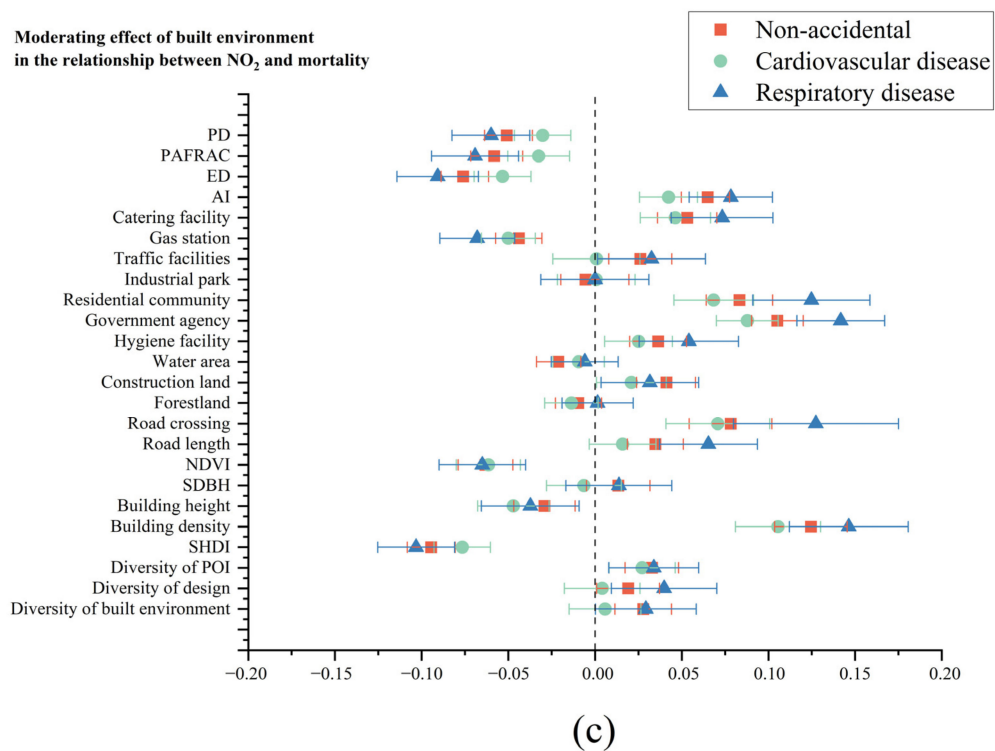 Moderating effect of built environment
in the relationship between NO₂ and mortality
Non-accidental
Cardiovascular disease
Respiratory disease
PD
PAFRAC
ED
AI
Catering facility
Gas station
Traffic facilities
Industrial park
Residential community
Government agency
Hygiene facility
Water area
Construction land
Forestland
Road crossing
Road length
NDVI
SDBH
Building height
Building density
SHDI
Diversity of POI
Diversity of design
Diversity of built environment
−0.20 −0.15 −0.10 −0.05 0.00 0.05 0.10 0.15 0.20
(c)